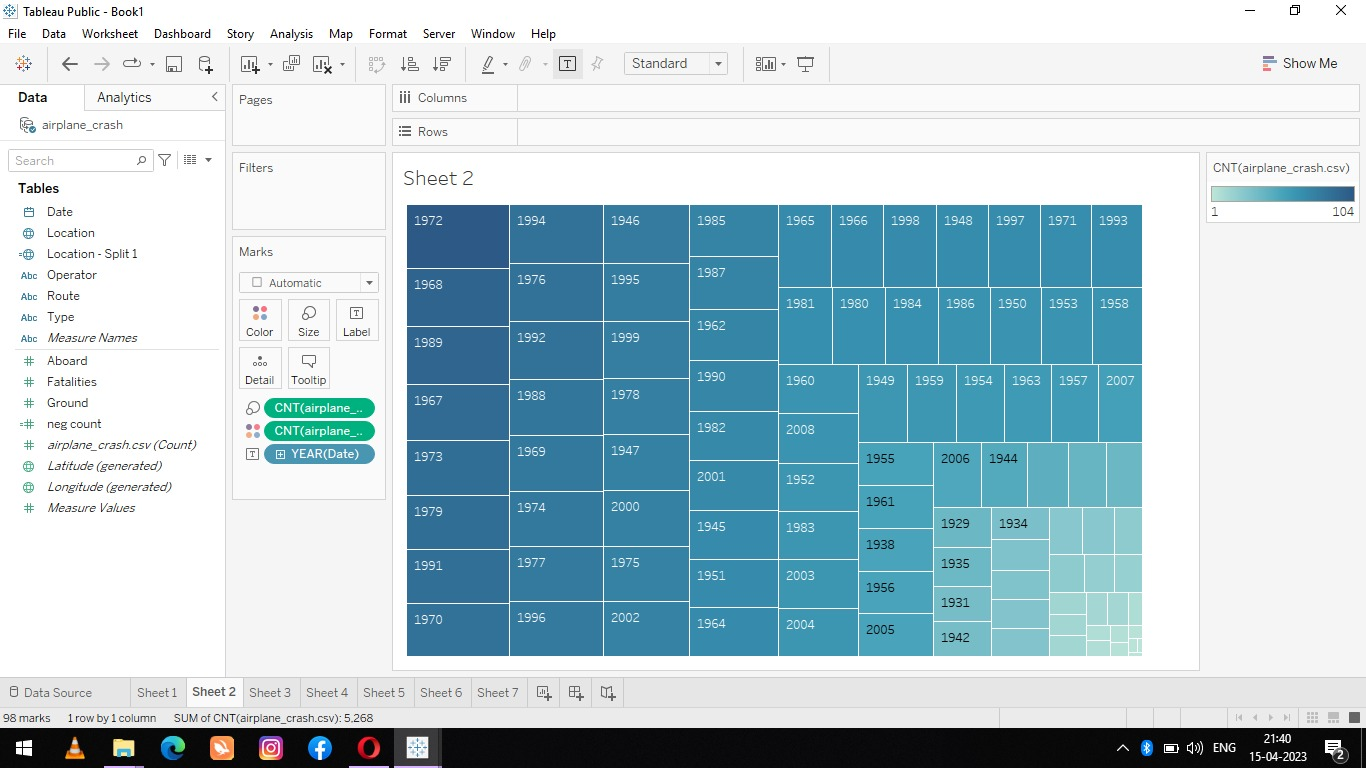 Tableau Public - Book1
File Data Worksheet Dashboard Story Analysis Map Format Server Window Help
Standard
Show Me
Data Analytics
airplane_crash
Search
Tables
Date
Location
Location - Split 1
Abc Operator
Abc Route
Abc Type
Abc Measure Names
Aboard
Fatalities
Ground
neg count
airplane_crash.csv (Count)
Latitude (generated)
Longitude (generated)
Measure Values
Pages
Filters
Marks
Automatic
Color Size Label
Detail Tooltip
CNT(airplane_..
CNT(airplane_..
YEAR(Date)
Columns
Rows
Sheet 2
1972
1968
1989
1967
1973
1979
1991
1970
1994
1976
1992
1988
1969
1974
1977
1996
1946
1995
1999
1978
1947
2000
1975
2002
1985
1987
1962
1990
1982
2001
1945
1951
1964
1965 1966 1998 1948 1997 1971 1993
1981 1980 1984 1986 1950 1953 1958
1960
2008
1952
1983
2003
2004
1949 1959 1954 1963 1957 2007
1955
1961
1938
1956
2005
2006 1944
1929 1934
1935
1931
1942
CNT(airplane_crash.csv)
1 104
Data Source Sheet 1 Sheet 2 Sheet 3 Sheet 4 Sheet 5 Sheet 6 Sheet 7
98 marks 1 row by 1 column SUM of CNT(airplane_crash.csv): 5.268
ENG
21:40
15-04-2023
2